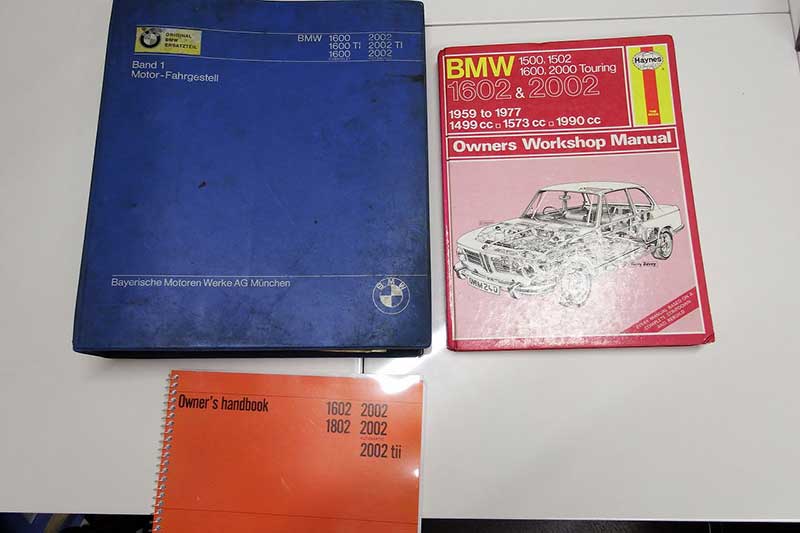 ORIGINAL
BMW
ERSATZTEIL
BMW 1600 2002
1600 TI 2002 TI
1600 2002
Band 1
Motor-Fahrgestell
Bayerische Motoren Werke AG München
BMW
BMW 1500, 1502
1600, 2000 Touring
1602 & 2002
Haynes
1959 to 1977
1499 cc □ 1573 cc □ 1990 cc
Owners Workshop Manual
BMW 2400
Owner's handbook
1602 2002
1802 2002
2002 tii